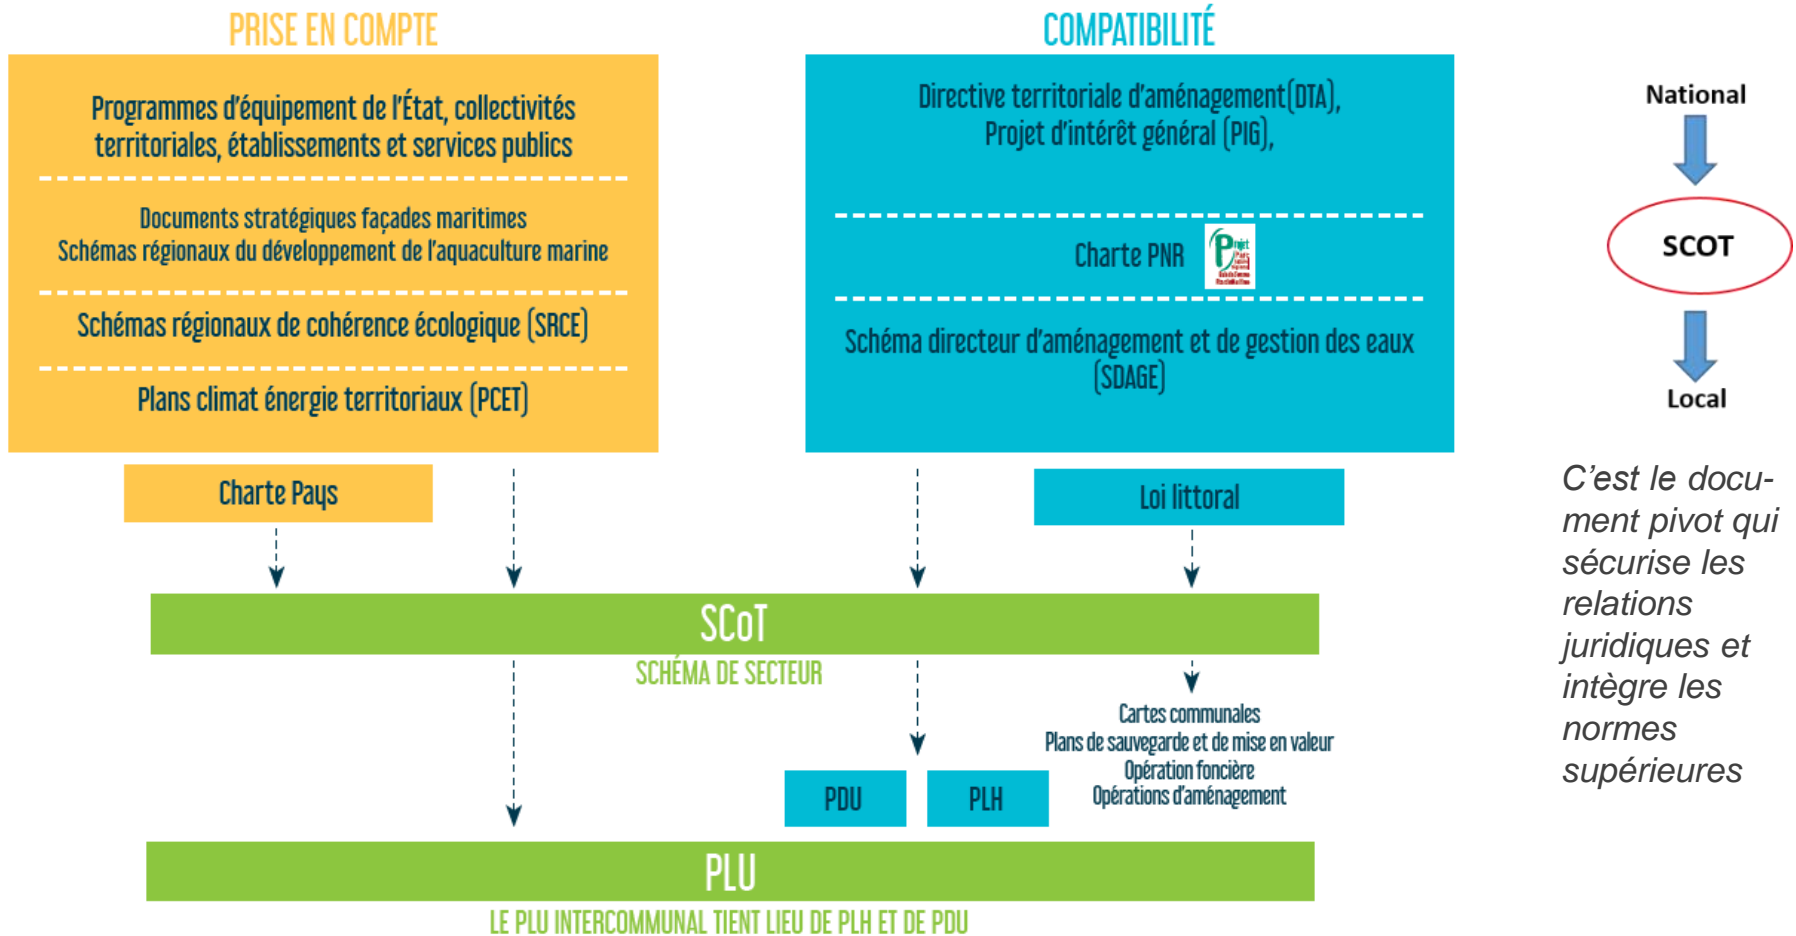 PRISE EN COMPTE
Programmes d'équipement de l'État, collectivités
territoriales, établissements et services publics
Documents stratégiques façades maritimes
Schémas régionaux du développement de l'aquaculture marine
Schémas régionaux de cohérence écologique (SRCE)
Plans climat énergie territoriaux (PCET)
Charte Pays
COMPATIBILITÉ
Directive territoriale d'aménagement(DTA),
Projet d'intérêt général (PIG),
Charte PNR
Projet
Parc
Schéma directeur d'aménagement et de gestion des eaux
(SDAGE)
Loi littoral
SCoT
SCHÉMA DE SECTEUR
Cartes communales
Plans de sauvegarde et de mise en valeur
Opération foncière
Opérations d'aménagement
PDU
PLH
PLU
LE PLU INTERCOMMUNAL TIENT LIEU DE PLH ET DE PDU
National
SCOT
Local
C'est le docu-
ment pivot qui
sécurise les
relations
juridiques et
intègre les
normes
supérieures